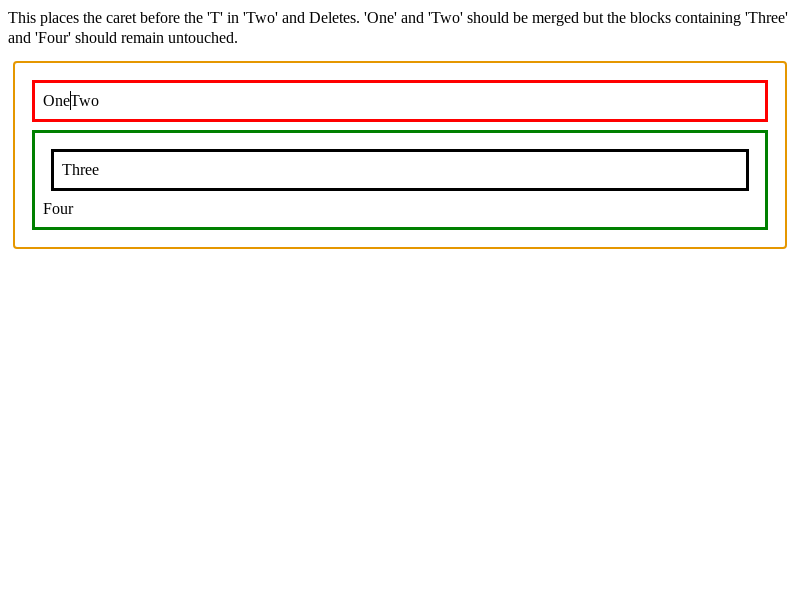 This places the caret before the 'T' in 'Two' and Deletes. 'One' and 'Two' should be merged but the blocks containing 'Three'
and 'Four' should remain untouched.
OneTwo
Three
Four